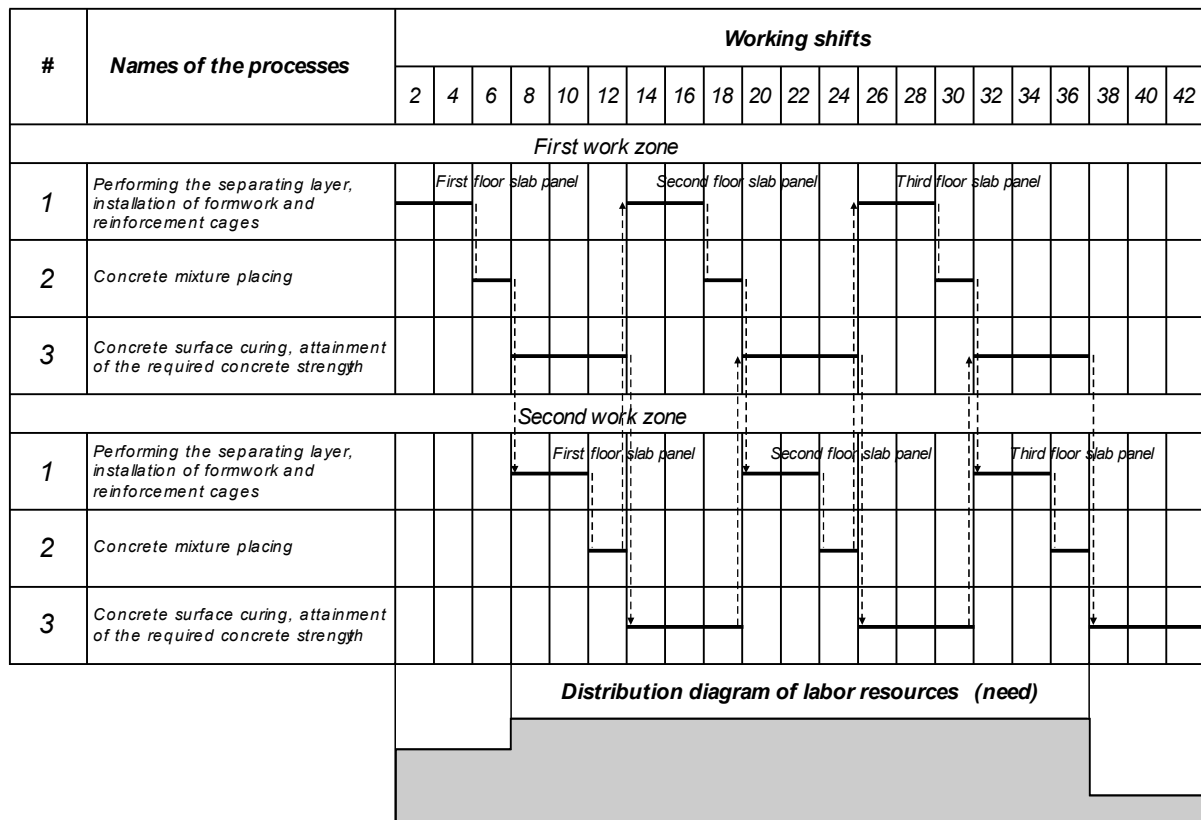 #
Names of the processes
Working shifts
2 4 6 8 10 12 14 16 18 20 22 24 26 28 30 32 34 36 38 40 42
First work zone
1
Performing the separating layer,
installation of formwork and
reinforcement cages
First floor slab panel
Second floor slab panel
Third floor slab panel
2
Concrete mixture placing
3
Concrete surface curing, attainment
of the required concrete strength
Second work zone
1
Performing the separating layer,
installation of formwork and
reinforcement cages
First floor slab panel
Second floor slab panel
Third floor slab panel
2
Concrete mixture placing
3
Concrete surface curing, attainment
of the required concrete strength
Distribution diagram of labor resources (need)